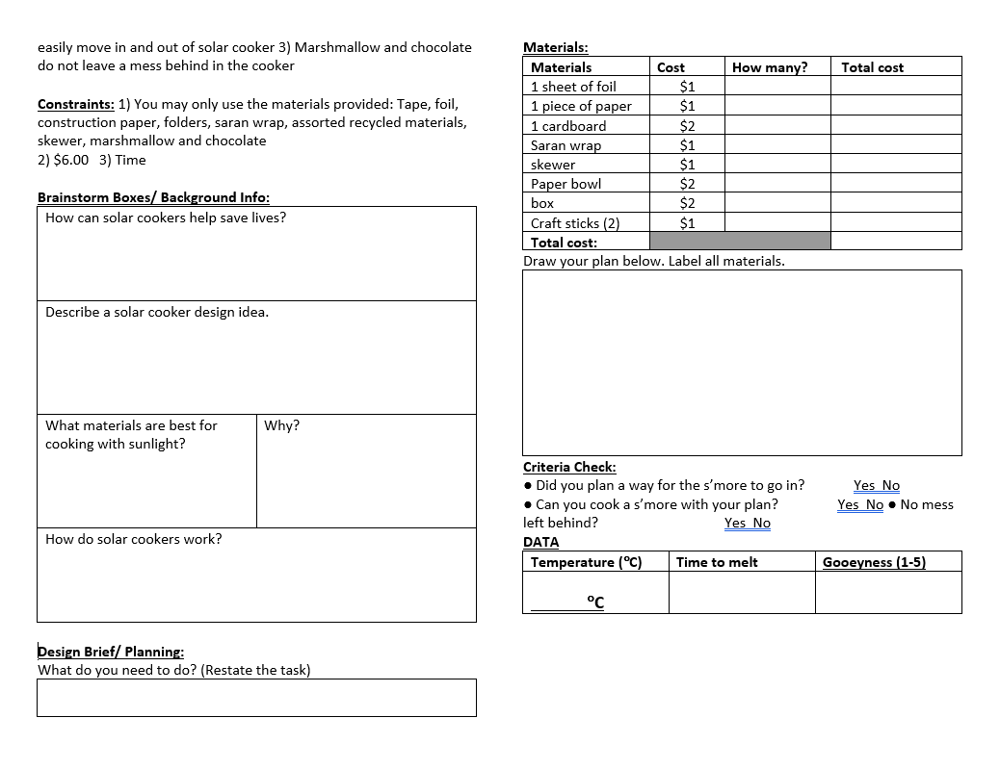 easily move in and out of solar cooker 3) Marshmallow and chocolate
do not leave a mess behind in the cooker
Constraints: 1) You may only use the materials provided: Tape, foil,
construction paper, folders, saran wrap, assorted recycled materials,
skewer, marshmallow and chocolate
2) $6.00 3) Time
Brainstorm Boxes/ Background Info:
How can solar cookers help save lives?
Describe a solar cooker design idea.
What materials are best for
cooking with sunlight?
Why?
How do solar cookers work?
Design Brief/ Planning:
What do you need to do? (Restate the task)
Materials:
Materials Cost How many? Total cost
1 sheet of foil $1
1 piece of paper $1
1 cardboard $2
Saran wrap $1
skewer $1
Paper bowl $2
box $2
Craft sticks (2) $1
Total cost:
Draw your plan below. Label all materials.
Criteria Check:
● Did you plan a way for the s’more to go in? Yes No
● Can you cook a s’more with your plan? Yes No ● No mess
left behind? Yes No
DATA
Temperature (⁰C) Time to melt Gooeyness (1-5)
______⁰C